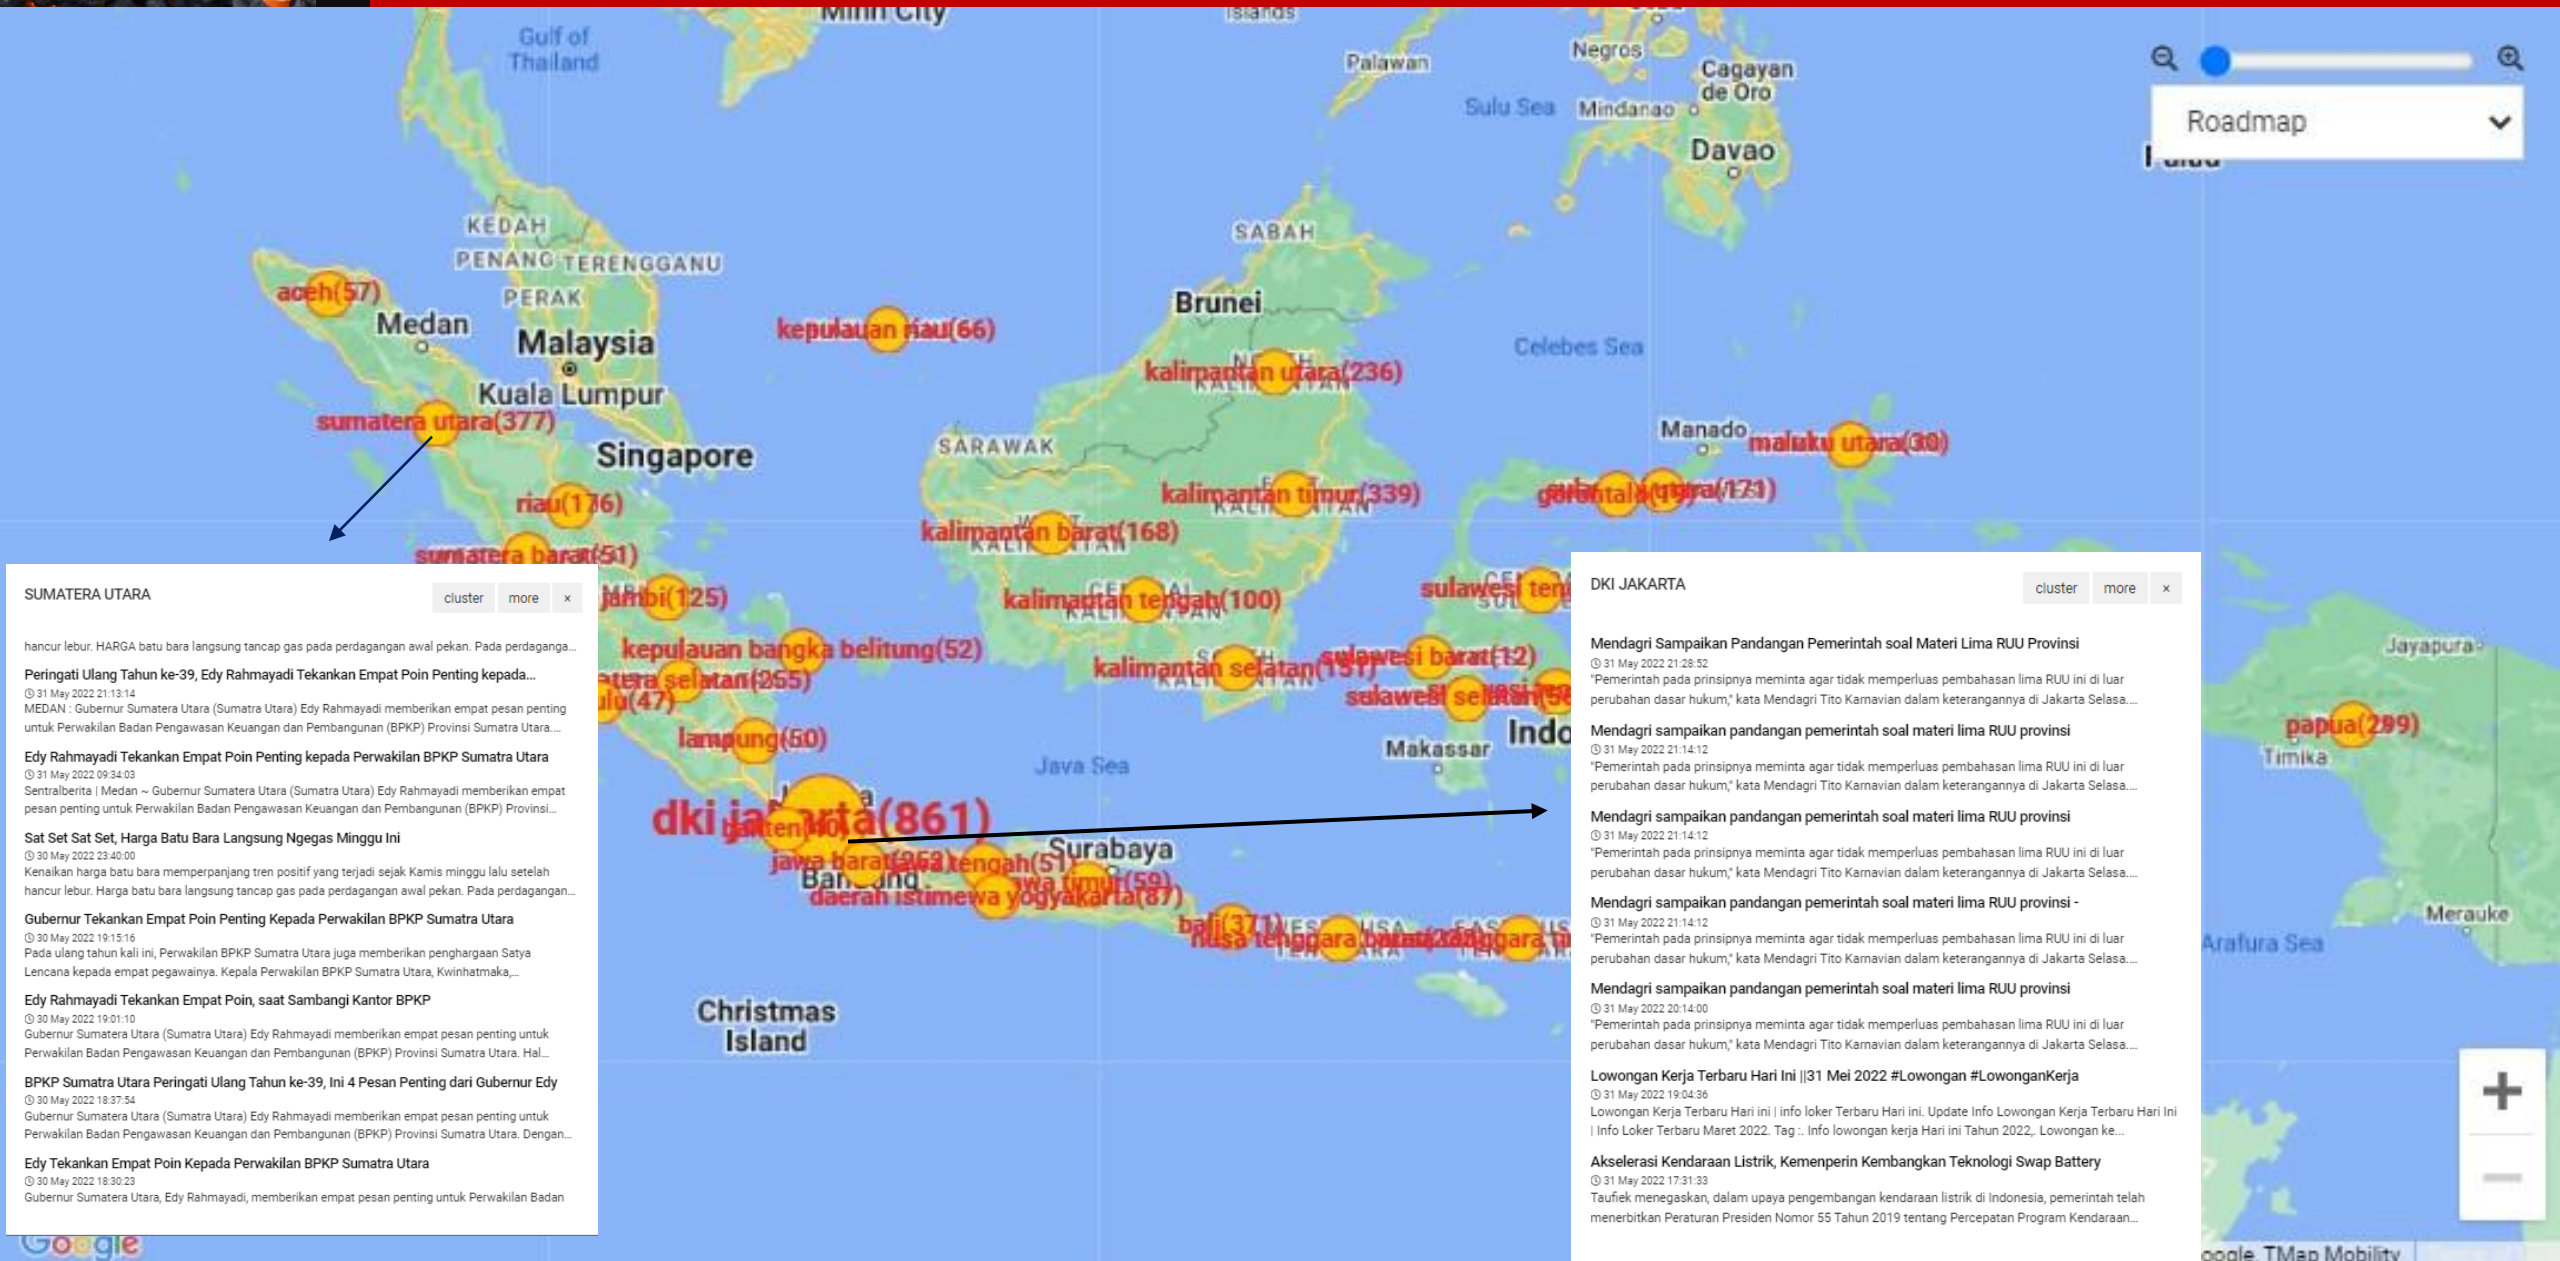 Gulf of
Thailand
Palawan
Negros
Cagayan
de Oro
Sulu Sea
Mindanao
Davao
Roadmap
KEDAH
PENANG
TERENGGANU
PERAK
SABAH
aceh(57)
Medan
Malaysia
Kuala Lumpur
kepulauan riau(66)
Brunei
kalimantan utara(236)
Celebes Sea
sumatera utara(377)
Singapore
SARAWAK
Manado
maluku utara(30)
riau(176)
kalimantan timur(339)
kalimantan barat(168)
sumatera barat(51)
jambi(125)
kalimantan tengah(100)
sulawesi
kepulauan bangka belitung(52)
kalimantan selatan(151)
sulawesi barat(12)
selatan(255)
(47)
lampung(50)
Makassar
Java Sea
dki jakarta(861)
Surabaya
jawa barat
tengah(51)
daerah istimewa yogyakarta(87)
bali(371)
nusa tenggara barat
Christmas
Island
Jayapura
papua(299)
Timika
Merauke
Arafura Sea
SUMATERA UTARA
cluster more ×
hancur lebur. HARGA batu bara langsung tancap gas pada perdagangan awal pekan. Pada perdaganga...
Peringati Ulang Tahun ke-39, Edy Rahmayadi Tekankan Empat Poin Penting kepada...
31 May 2022 21:13:14
MEDAN : Gubernur Sumatera Utara (Sumatra Utara) Edy Rahmayadi memberikan empat pesan penting
untuk Perwakilan Badan Pengawasan Keuangan dan Pembangunan (BPKP) Provinsi Sumatra Utara....
Edy Rahmayadi Tekankan Empat Poin Penting kepada Perwakilan BPKP Sumatra Utara
31 May 2022 09:34:03
Sentralberita | Medan ~ Gubernur Sumatera Utara (Sumatra Utara) Edy Rahmayadi memberikan empat
pesan penting untuk Perwakilan Badan Pengawasan Keuangan dan Pembangunan (BPKP) Provinsi...
Sat Set Sat Set, Harga Batu Bara Langsung Ngegas Minggu Ini
30 May 2022 23:40:00
Kenaikan harga batu bara memperpanjang tren positif yang terjadi sejak Kamis minggu lalu setelah
hancur lebur. Harga batu bara langsung tancap gas pada perdagangan awal pekan. Pada perdagangan...
Gubernur Tekankan Empat Poin Penting Kepada Perwakilan BPKP Sumatra Utara
30 May 2022 19:15:16
Pada ulang tahun kali ini, Perwakilan BPKP Sumatra Utara juga memberikan penghargaan Satya
Lencana kepada empat pegawainya. Kepala Perwakilan BPKP Sumatra Utara, Kwinhatmaka,...
Edy Rahmayadi Tekankan Empat Poin, saat Sambangi Kantor BPKP
30 May 2022 19:01:10
Gubernur Sumatera Utara (Sumatra Utara) Edy Rahmayadi memberikan empat pesan penting untuk
Perwakilan Badan Pengawasan Keuangan dan Pembangunan (BPKP) Provinsi Sumatra Utara. Hal...
BPKP Sumatra Utara Peringati Ulang Tahun ke-39, Ini 4 Pesan Penting dari Gubernur Edy
30 May 2022 18:37:54
Gubernur Sumatera Utara (Sumatra Utara) Edy Rahmayadi memberikan empat pesan penting untuk
Perwakilan Badan Pengawasan Keuangan dan Pembangunan (BPKP) Provinsi Sumatra Utara. Dengan...
Edy Tekankan Empat Poin Kepada Perwakilan BPKP Sumatra Utara
30 May 2022 18:30:23
Gubernur Sumatera Utara, Edy Rahmayadi, memberikan empat pesan penting untuk Perwakilan Badan
Google
DKI JAKARTA
cluster more ×
Mendagri Sampaikan Pandangan Pemerintah soal Materi Lima RUU Provinsi
31 May 2022 21:28:52
"Pemerintah pada prinsipnya meminta agar tidak memperluas pembahasan lima RUU ini di luar
perubahan dasar hukum," kata Mendagri Tito Karnavian dalam keterangannya di Jakarta Selasa....
Mendagri sampaikan pandangan pemerintah soal materi lima RUU provinsi
31 May 2022 21:14:12
"Pemerintah pada prinsipnya meminta agar tidak memperluas pembahasan lima RUU ini di luar
perubahan dasar hukum," kata Mendagri Tito Karnavian dalam keterangannya di Jakarta Selasa....
Mendagri sampaikan pandangan pemerintah soal materi lima RUU provinsi
31 May 2022 21:14:12
"Pemerintah pada prinsipnya meminta agar tidak memperluas pembahasan lima RUU ini di luar
perubahan dasar hukum," kata Mendagri Tito Karnavian dalam keterangannya di Jakarta Selasa....
Mendagri sampaikan pandangan pemerintah soal materi lima RUU provinsi -
31 May 2022 21:14:12
"Pemerintah pada prinsipnya meminta agar tidak memperluas pembahasan lima RUU ini di luar
perubahan dasar hukum," kata Mendagri Tito Karnavian dalam keterangannya di Jakarta Selasa....
Mendagri sampaikan pandangan pemerintah soal materi lima RUU provinsi
31 May 2022 20:14:00
"Pemerintah pada prinsipnya meminta agar tidak memperluas pembahasan lima RUU ini di luar
perubahan dasar hukum," kata Mendagri Tito Karnavian dalam keterangannya di Jakarta Selasa....
Lowongan Kerja Terbaru Hari Ini ||31 Mei 2022 #Lowongan #LowonganKerja
31 May 2022 19:04:36
Lowongan Kerja Terbaru Hari ini | info loker Terbaru Hari ini. Update Info Lowongan Kerja Terbaru Hari Ini
| Info Loker Terbaru Maret 2022. Tag :. Info lowongan kerja Hari ini Tahun 2022,. Lowongan ke...
Akselerasi Kendaraan Listrik, Kemenperin Kembangkan Teknologi Swap Battery
31 May 2022 17:31:33
Taufiek menegaskan, dalam upaya pengembangan kendaraan listrik di Indonesia, pemerintah telah
menerbitkan Peraturan Presiden Nomor 55 Tahun 2019 tentang Percepatan Program Kendaraan...
TMap Mobility